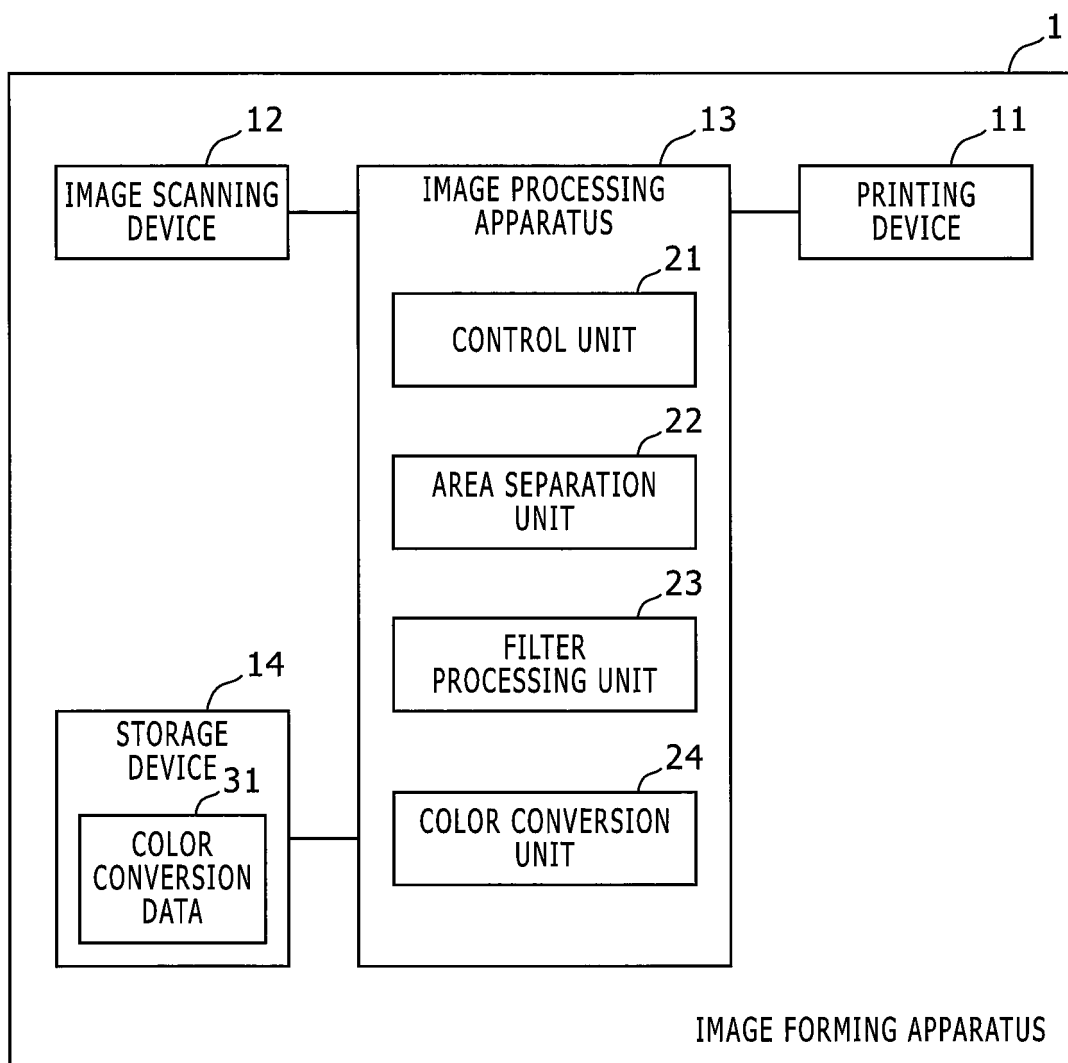 1
12
13
11
IMAGE SCANNING
DEVICE
IMAGE PROCESSING
APPARATUS
PRINTING
DEVICE
21
CONTROL UNIT
22
AREA SEPARATION
UNIT
23
FILTER
PROCESSING UNIT
14
STORAGE
DEVICE
31
COLOR
CONVERSION
DATA
24
COLOR CONVERSION
UNIT
IMAGE FORMING APPARATUS